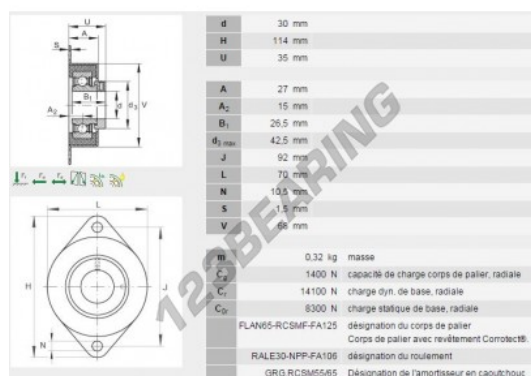 U
A
S
B₁
d
d₃
V
A₂
Fr
Fa
Fa
L
H
J
N
d 30 mm
H 114 mm
U 35 mm
A 27 mm
A₂ 15 mm
B₁ 26,5 mm
d₃ max 42,5 mm
J 92 mm
L 70 mm
N 10,5 mm
S 1,5 mm
V 68 mm
m 0,32 kg masse
1400 N capacité de charge corps de palier, radiale
Cr 14100 N charge dyn. de base, radiale
C0r 8300 N charge statique de base, radiale
FLAN65-RCSMF-FA125 désignation du corps de palier
Corps de palier avec revêtement Corrotect®.
RALE30-NPP-FA106 désignation du roulement
GRG.RCSM55/65 Désignation de l'amortisseur en caoutchouc
123BEARING